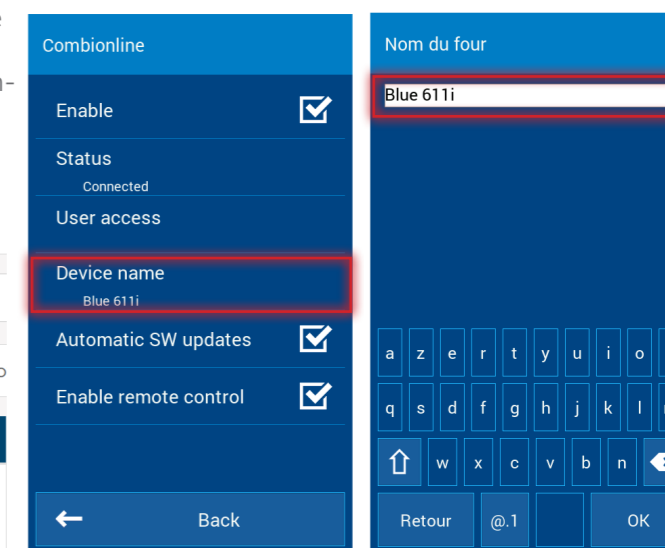 Combionline
Enable
Status
Connected
User access
Device name
Blue 611i
Automatic SW updates
Enable remote control
Back
Nom du four
Blue 611i
a z e r t y u i o
q s d f g h j k l
w x c v b n
Retour @.1 OK